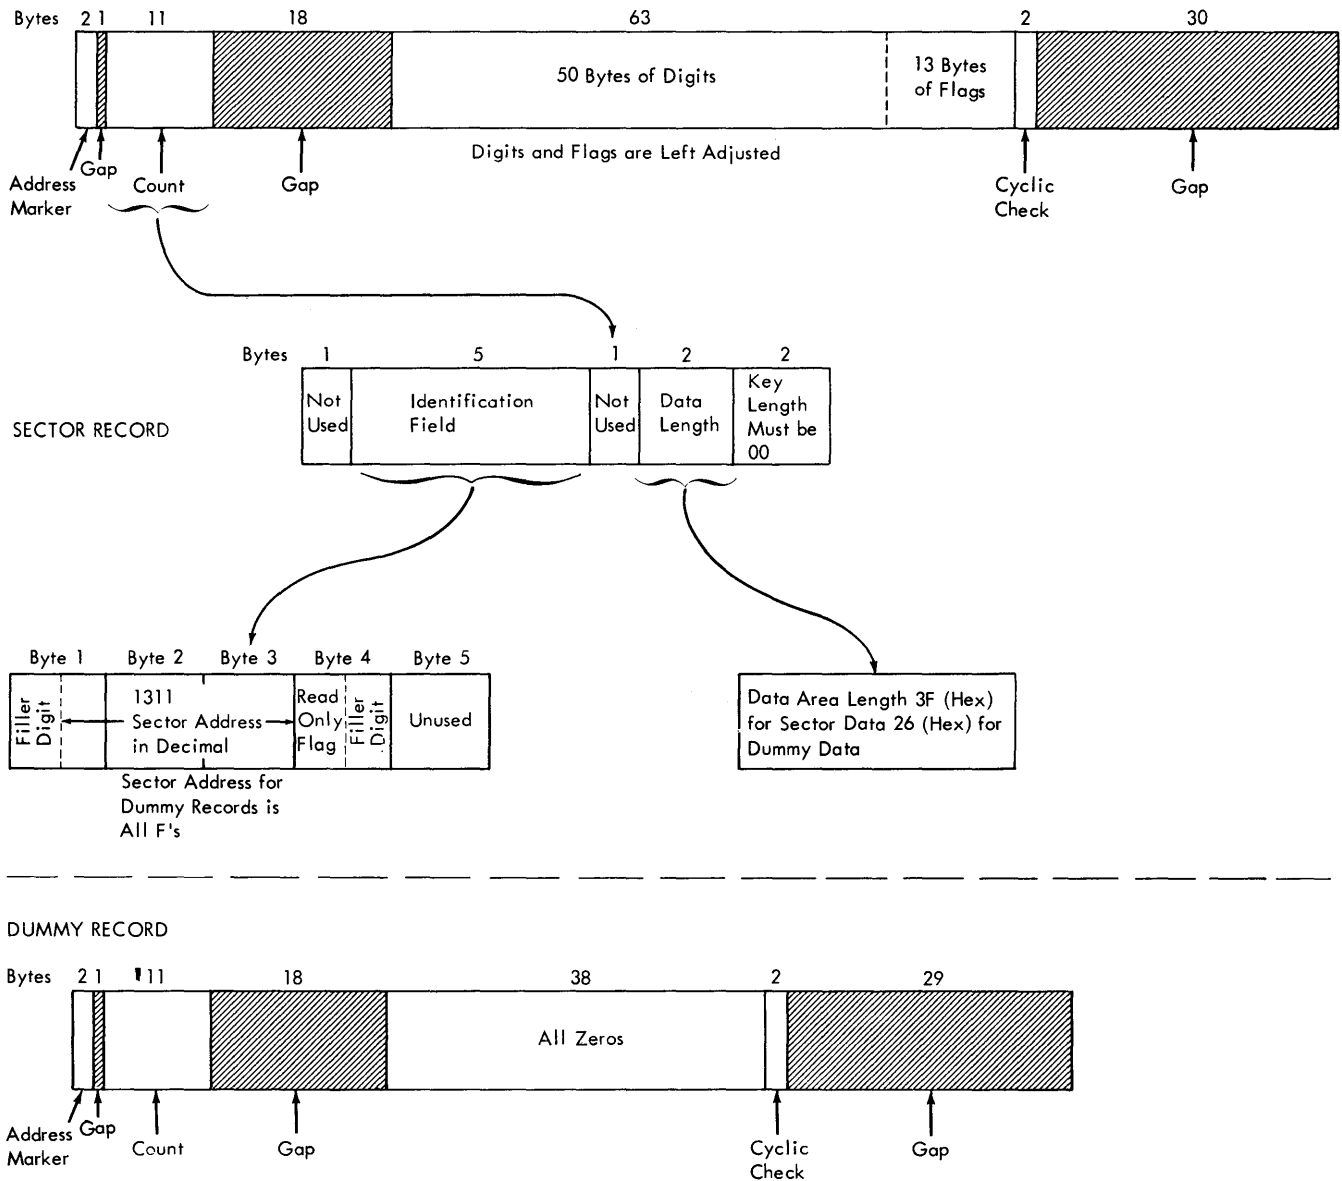 Bytes 2 1 11 18 63 2 30
50 Bytes of Digits
13 Bytes
of Flags
Digits and Flags are Left Adjusted
Address
Marker
Gap
Count
Gap
Cyclic
Check
Gap
Bytes 1 5 1 2 2
SECTOR RECORD
Not
Used
Identification
Field
Not
Used
Data
Length
Key
Length
Must be
00
Byte 1 Byte 2 Byte 3 Byte 4 Byte 5
Filler
Digit
1311
Sector Address
in Decimal
Read
Only
Flag
Filler
Digit
Unused
Sector Address for
Dummy Records is
All F's
Data Area Length 3F (Hex)
for Sector Data 26 (Hex) for
Dummy Data
DUMMY RECORD
Bytes 2 1 11 18 38 2 29
All Zeros
Address
Marker
Gap
Count
Gap
Cyclic
Check
Gap